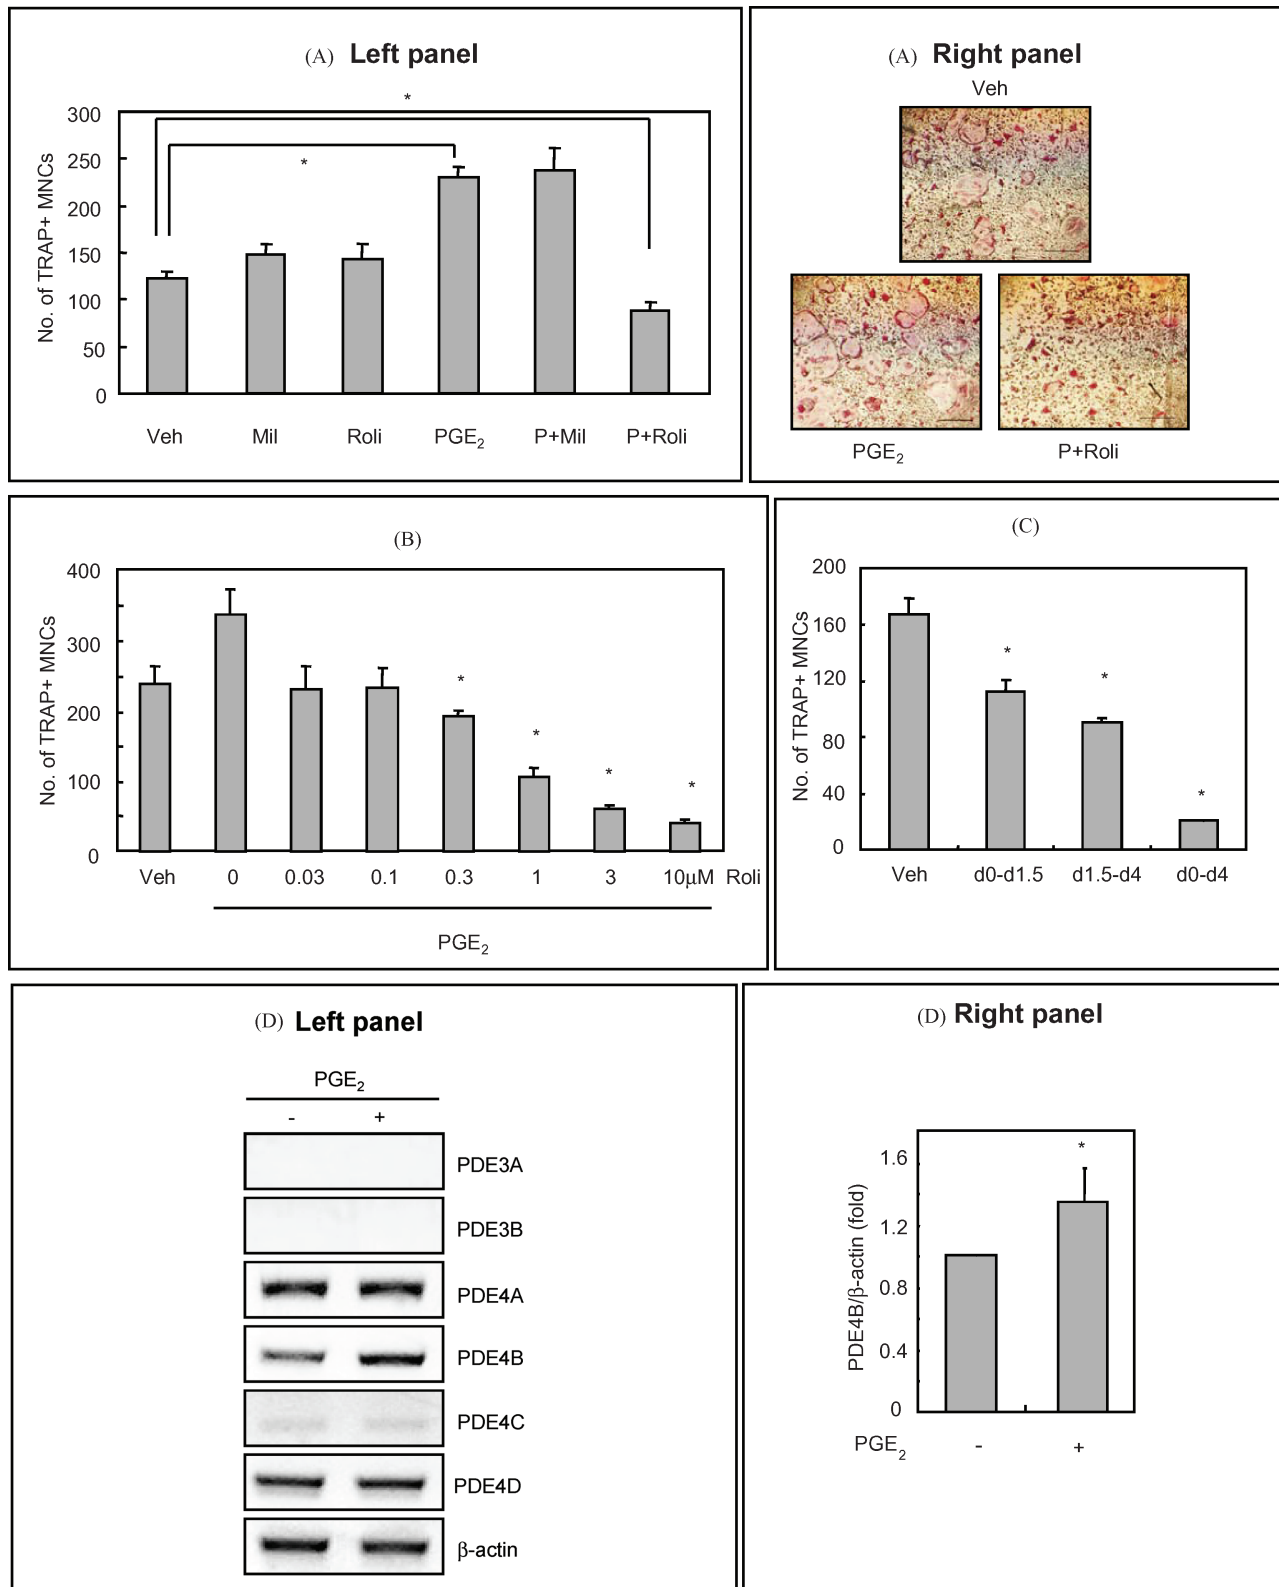 (A) Left panel
No. of TRAP+ MNCs
300
250
200
150
100
50
0
*
*
Veh Mil Roli PGE2 P+Mil P+Roli
(A) Right panel
Veh
PGE2 P+Roli
(B)
No. of TRAP+ MNCs
400
300
200
100
0
* * * *
Veh 0 0.03 0.1 0.3 1 3 10μM Roli
PGE2
(C)
No. of TRAP+ MNCs
200
160
120
80
40
0
* * *
Veh d0-d1.5 d1.5-d4 d0-d4
(D) Left panel
PGE2
- +
PDE3A
PDE3B
PDE4A
PDE4B
PDE4C
PDE4D
β-actin
(D) Right panel
PDE4B/β-actin (fold)
1.6
1.2
0.8
0.4
0
*
PGE2 - +